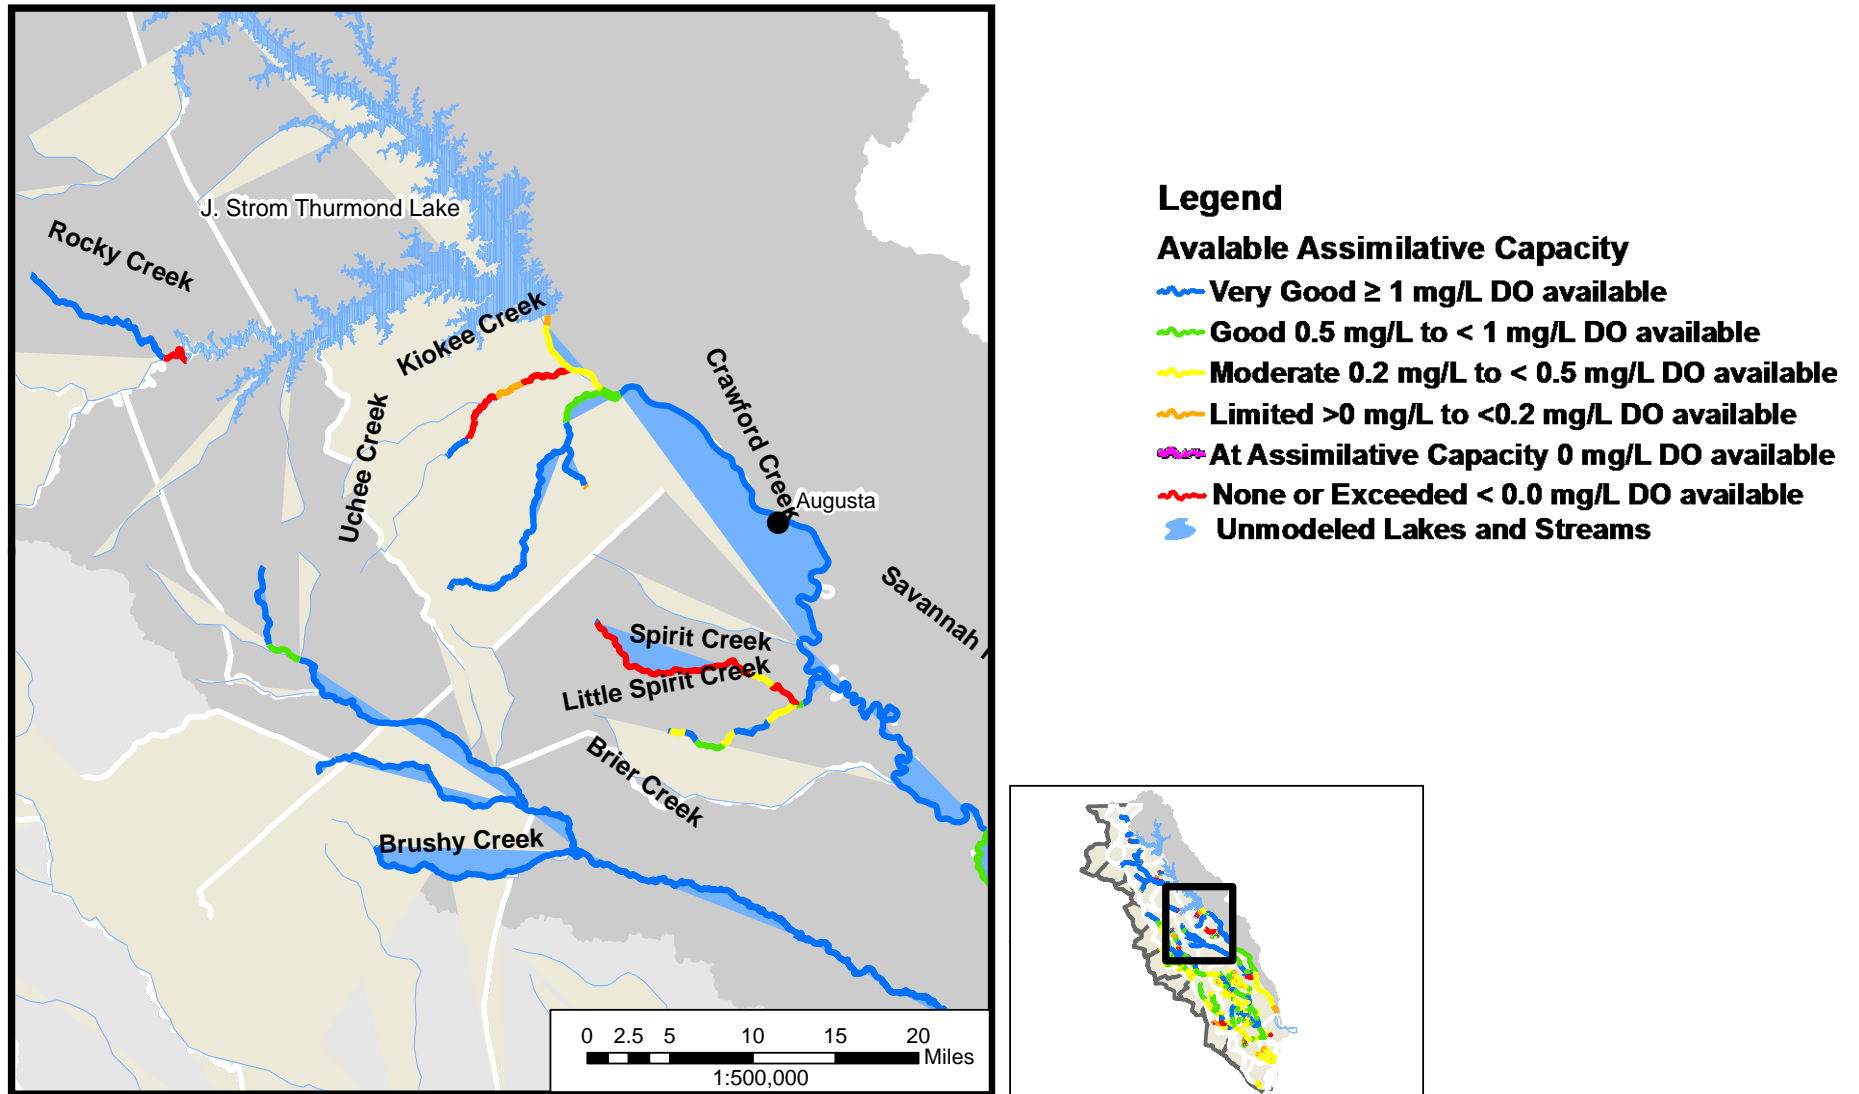 J. Strom Thurmond Lake
Rocky Creek
Kiokee Creek
Crawford Creek
Uchee Creek
Augusta
Savannah
Spirit Creek
Little Spirit Creek
Brier Creek
Brushy Creek
0 2.5 5 10 15 20
Miles
1:500,000
Legend
Avalable Assimilative Capacity
Very Good ≥ 1 mg/L DO available
Good 0.5 mg/L to < 1 mg/L DO available
Moderate 0.2 mg/L to < 0.5 mg/L DO available
Limited >0 mg/L to <0.2 mg/L DO available
At Assimilative Capacity 0 mg/L DO available
None or Exceeded < 0.0 mg/L DO available
Unmodeled Lakes and Streams